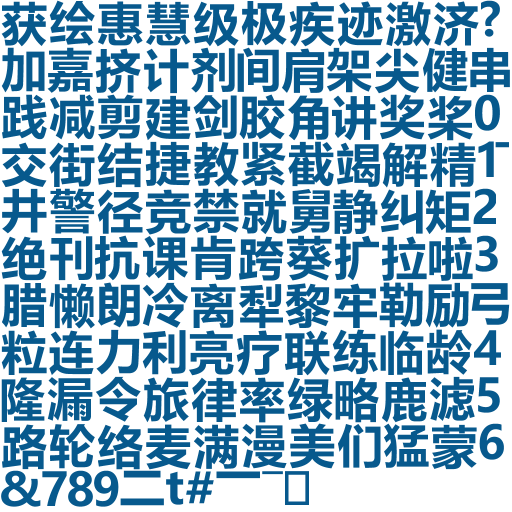 获绘惠慧级极疾迹激济?
加嘉挤计剂间肩架尖健串
践减剪建剑胶角讲奖桨0
交街结捷教紧截竭解精1
井警径竞禁就舅静纠矩2
绝刊抗课肯跨葵扩拉啦3
腊懒朗冷离犁黎牢勒励弓
粒连力利亮疗联练临龄4
隆漏令旅律率绿略鹿滤5
路轮络麦满漫美们猛蒙6
&789二t#